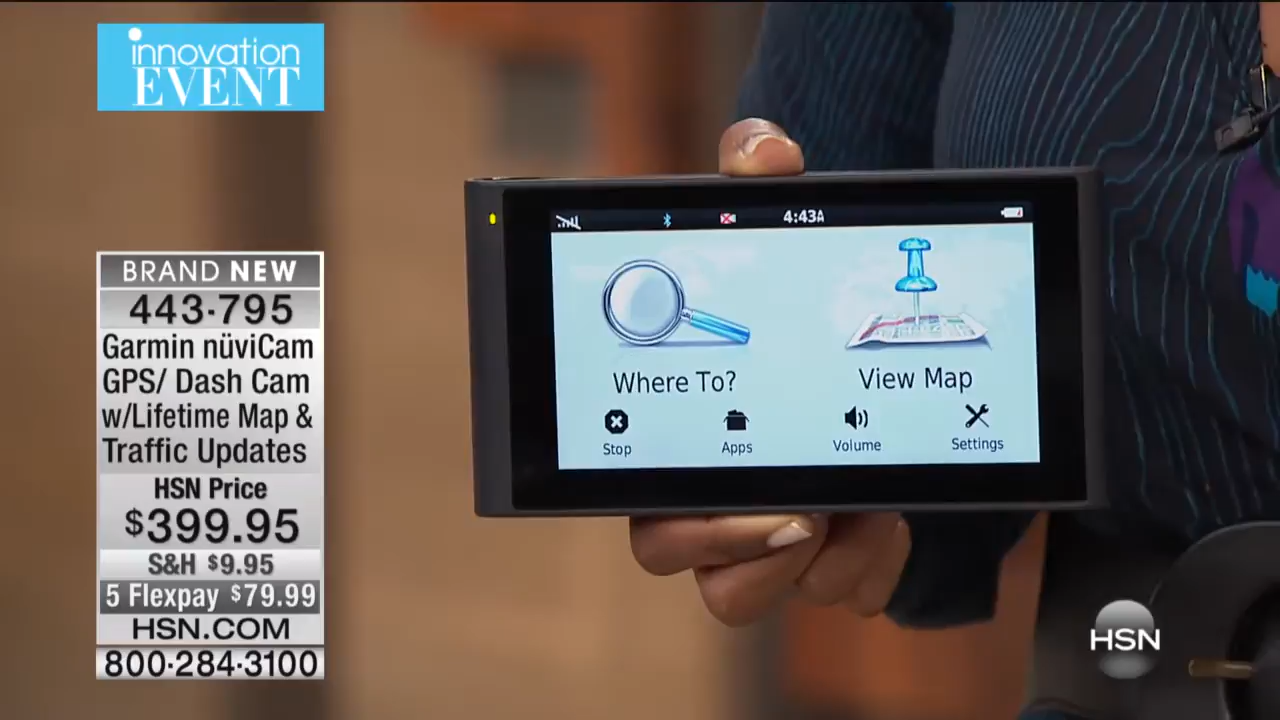 innovation
EVENT
BRAND NEW
443-795
Garmin nüviCam
GPS/ Dash Cam
w/Lifetime Map &
Traffic Updates
HSN Price
$399.95
S&H $9.95
5 Flexpay $79.99
HSN.COM
800-284-3100
4:43A
Where To?
View Map
Stop
Apps
Volume
Settings
HSN